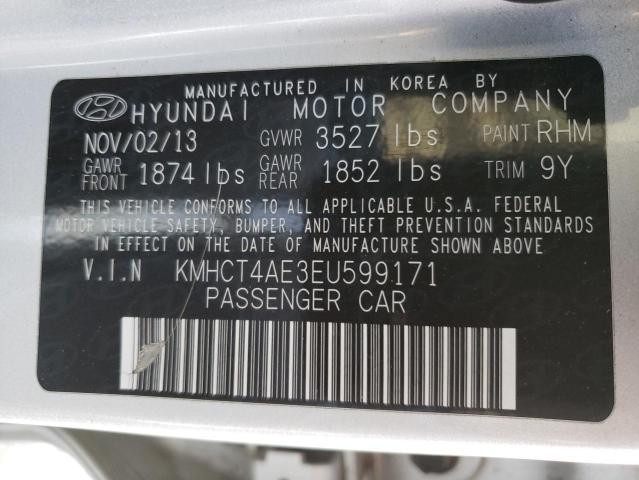 MANUFACTURED IN KOREA BY
HYUNDAI MOTOR COMPANY
NOV/02/13 GVWR 3527 lbs PAINT RHM
GAWR FRONT 1874 lbs GAWR REAR 1852 lbs TRIM 9Y
THIS VEHICLE CONFORMS TO ALL APPLICABLE U.S.A. FEDERAL
MOTOR VEHICLE SAFETY, BUMPER, AND THEFT PREVENTION STANDARDS
IN EFFECT ON THE DATE OF MANUFACTURE SHOWN ABOVE.
V.I.N KMHCT4AE3EU599171
PASSENGER CAR